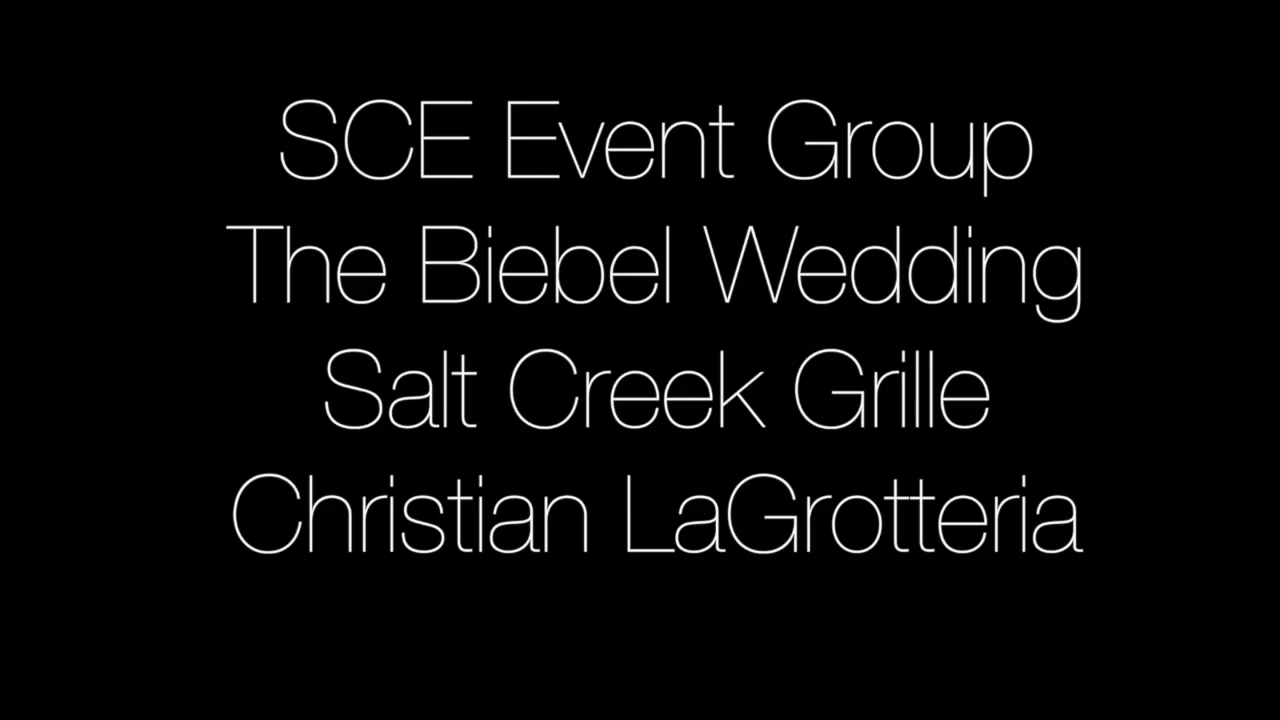 SCE Event Group
The Biebel Wedding
Salt Creek Grille
Christian LaGrotteria